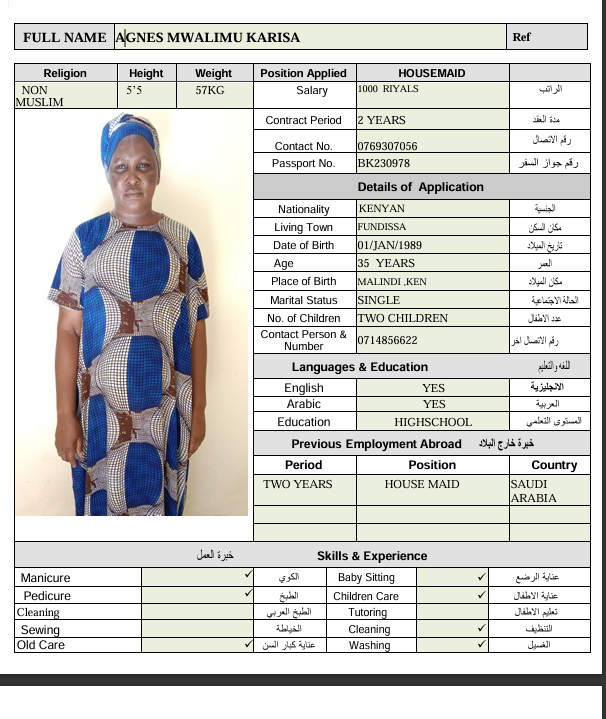 FULL NAME AGNES MWALIMU KARISA Ref
Religion Height Weight Position Applied HOUSEMAID
NON MUSLIM 5'5 57KG Salary 1000 RIYALS الراتب
Contract Period 2 YEARS مدة العقد
Contact No. 0769307056 رقم الاتصال
Passport No. BK230978 رقم جواز السفر
Details of Application
Nationality KENYAN الجنسية
Living Town FUNDISSA مكان السكن
Date of Birth 01/JAN/1989 تاريخ الميلاد
Age 35 YEARS العمر
Place of Birth MALINDI ,KEN مكان الميلاد
Marital Status SINGLE الحالة الاجتماعية
No. of Children TWO CHILDREN عدد الاطفال
Contact Person & Number 0714856622 رقم الاتصال اخر
Languages & Education اللغه والتعليم
English YES الانجليزية
Arabic YES العربية
Education HIGHSCHOOL المستوى التعلمي
Previous Employment Abroad خبرة خارج البلاد
Period Position Country
TWO YEARS HOUSE MAID SAUDI ARABIA
خبرة العمل Skills & Experience
Manicure ✓ الكوي Baby Sitting ✓ عناية الرضع
Pedicure ✓ الطبخ Children Care ✓ عناية الاطفال
Cleaning الطبخ العربي Tutoring تعليم الاطفال
Sewing الخياطة Cleaning ✓ التنظيف
Old Care ✓ عناية كبار السن Washing ✓ الغسيل